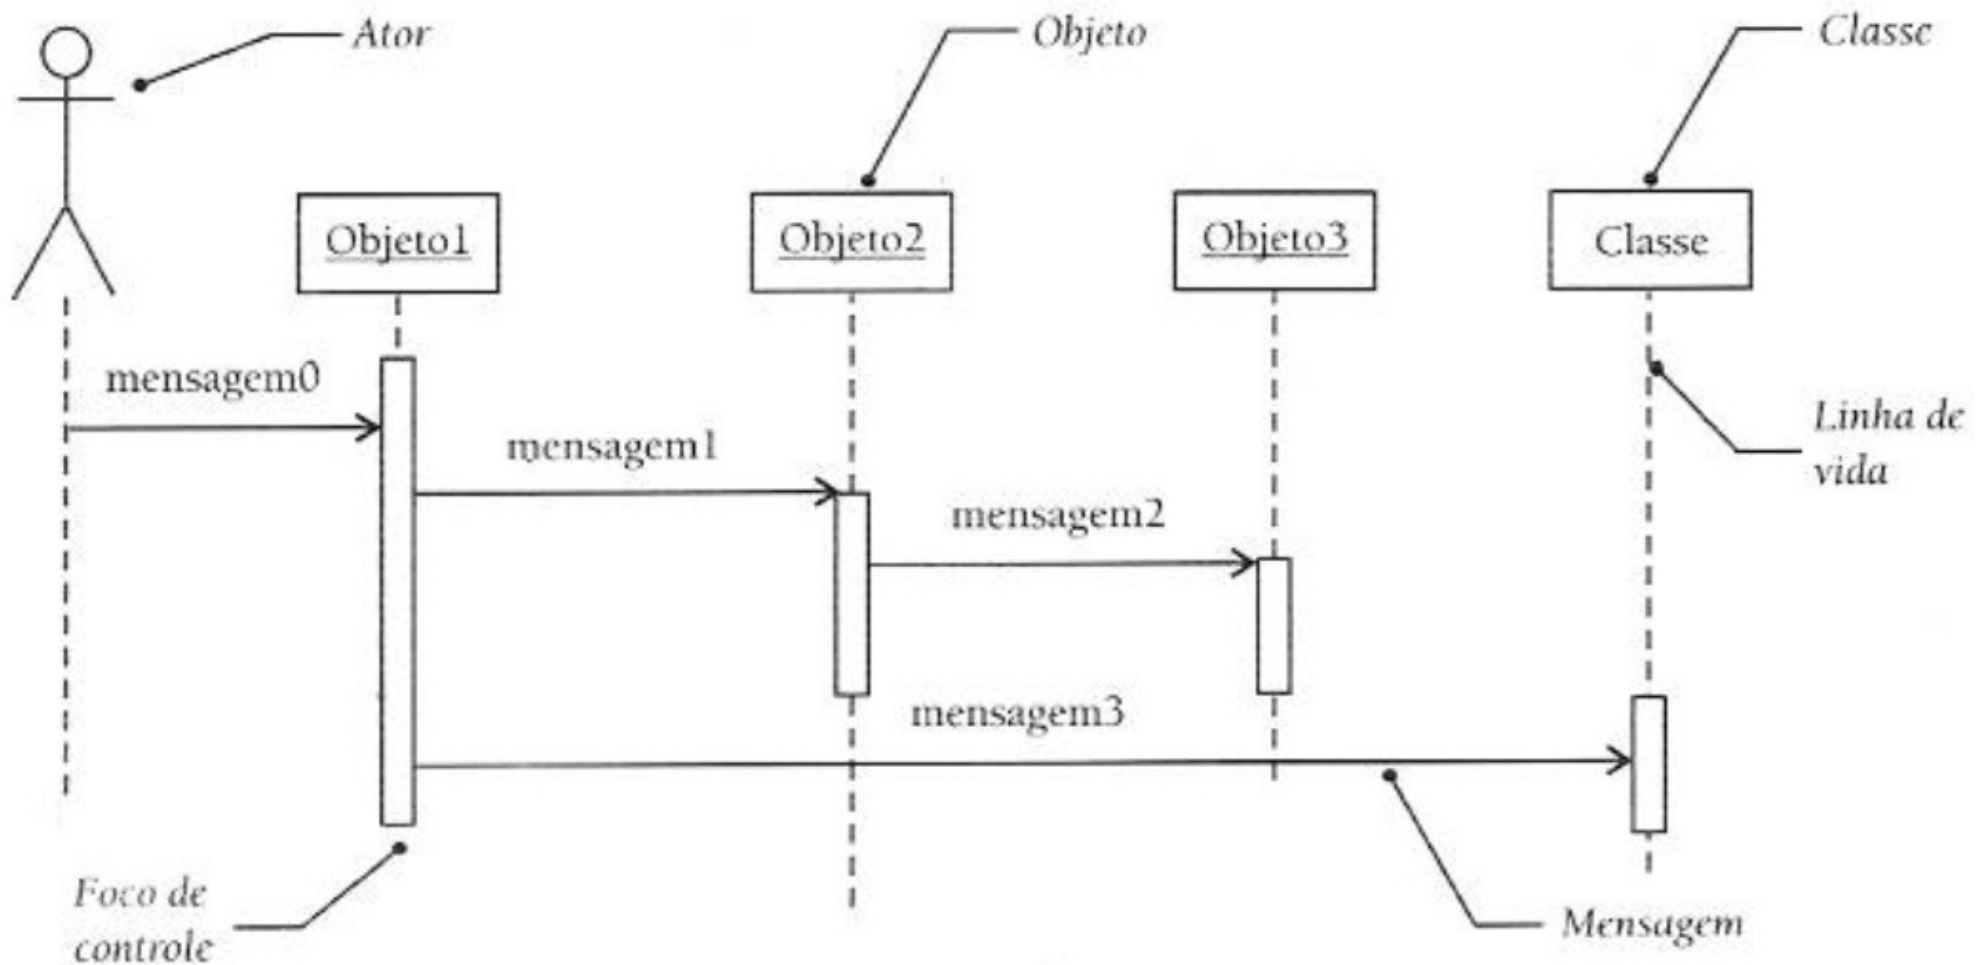 Ator
Objeto
Classe
Objeto1
Objeto2
Objeto3
Classe
mensagem0
mensagem1
mensagem2
Linha de
vida
mensagem3
Foco de
controle
Mensagem